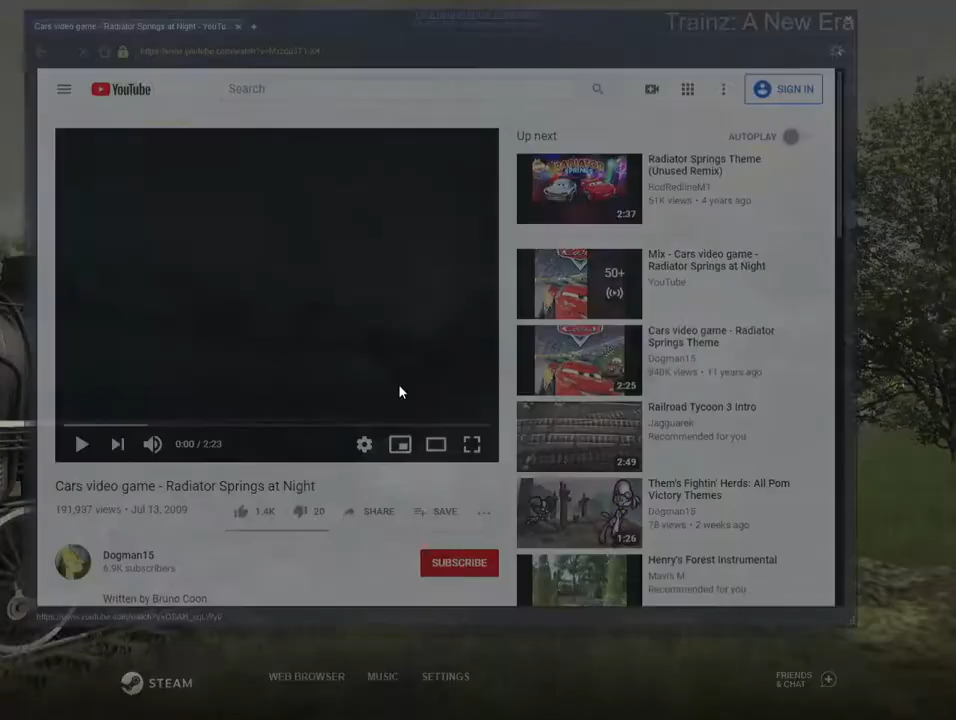 Trainz: A New Era
Cars video game - Radiator Springs at Night - YouTu..
YouTube
Search
SIGN IN
Up next
AUTOPLAY
Radiator Springs Theme
(Unused Remix)
RodRedlineM1
51K views • 4 years ago
2:37
Mix - Cars video game -
Radiator Springs at Night
YouTube
50+
Cars video game - Radiator
Springs Theme
Dogman15
840K views • 11 years ago
2:25
Railroad Tycoon 3 Intro
Jagguarek
Recommended for you
2:49
Them's Fightin' Herds: All Pom
Victory Themes
Dogman15
78 views • 2 weeks ago
1:26
Henry's Forest Instrumental
Mavis M
Recommended for you
0:00 / 2:23
Cars video game - Radiator Springs at Night
191,937 views • Jul 13, 2009
1.4K
20
SHARE
SAVE
Dogman15
6.9K subscribers
SUBSCRIBE
Written by Bruno Coon
STEAM
WEB BROWSER
MUSIC
SETTINGS
FRIENDS
& CHAT